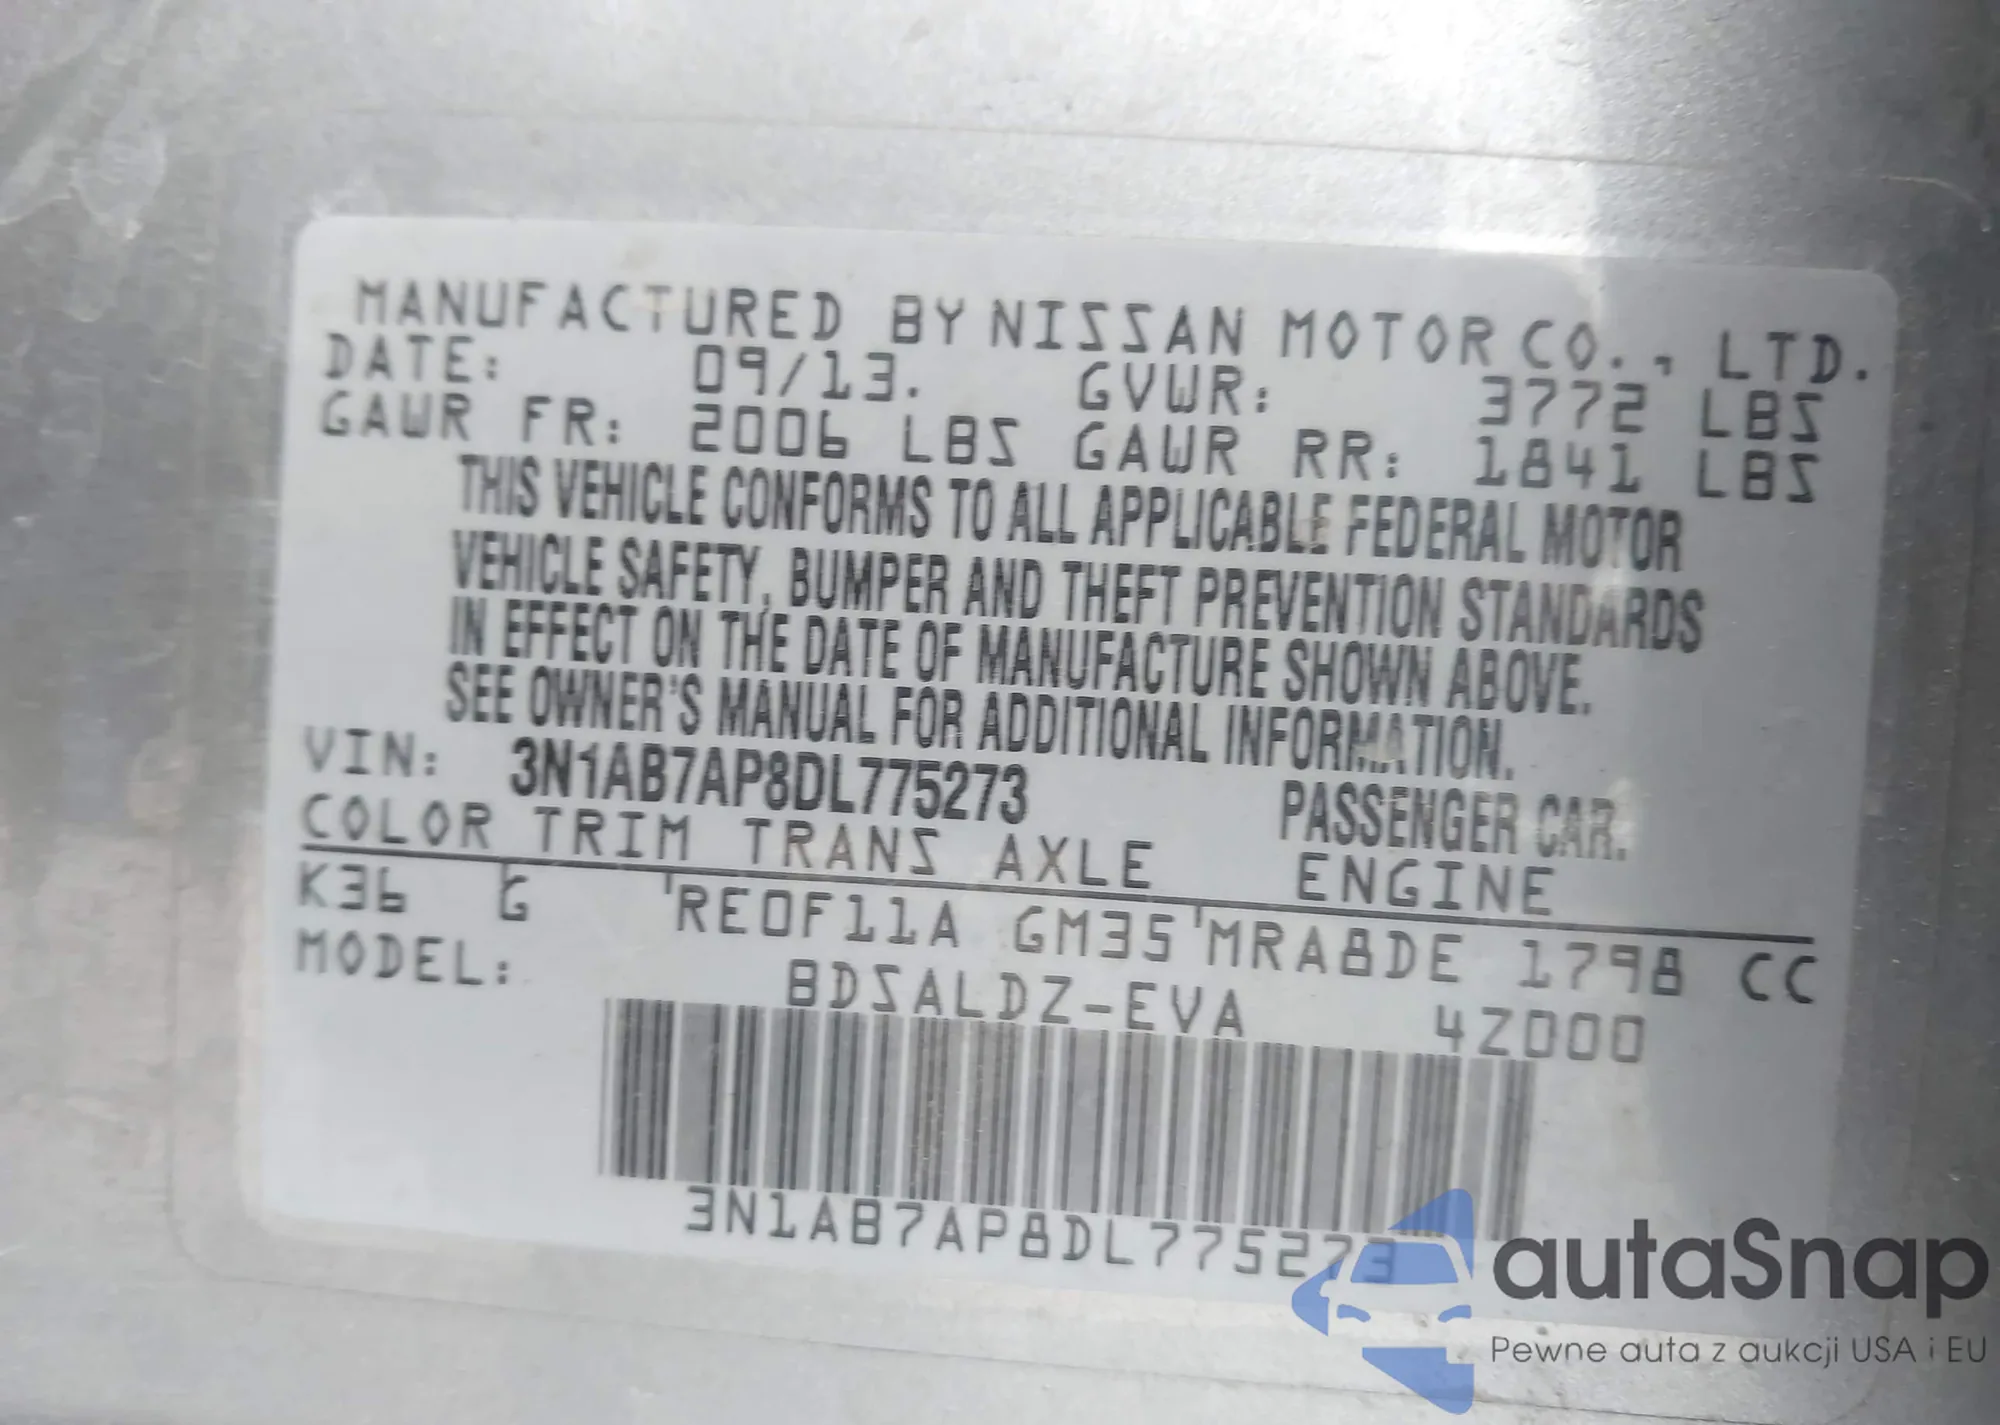 MANUFACTURED BY NISSAN MOTOR CO., LTD.
DATE: 09/13. GVWR: 3772 LBS
GAWR FR: 2006 LBS GAWR RR: 1841 LBS
THIS VEHICLE CONFORMS TO ALL APPLICABLE FEDERAL MOTOR
VEHICLE SAFETY, BUMPER AND THEFT PREVENTION STANDARDS
IN EFFECT ON THE DATE OF MANUFACTURE SHOWN ABOVE.
SEE OWNER'S MANUAL FOR ADDITIONAL INFORMATION.
VIN: 3N1AB7AP8DL775273 PASSENGER CAR.
COLOR TRIM TRANS AXLE ENGINE
K36 G RE0F11A GM35 MRA8DE 1798 CC
MODEL: BDSALDZ-EVA 4Z000
3N1AB7AP8DL775273
autaSnap
Pewne auta z aukcji USA i EU